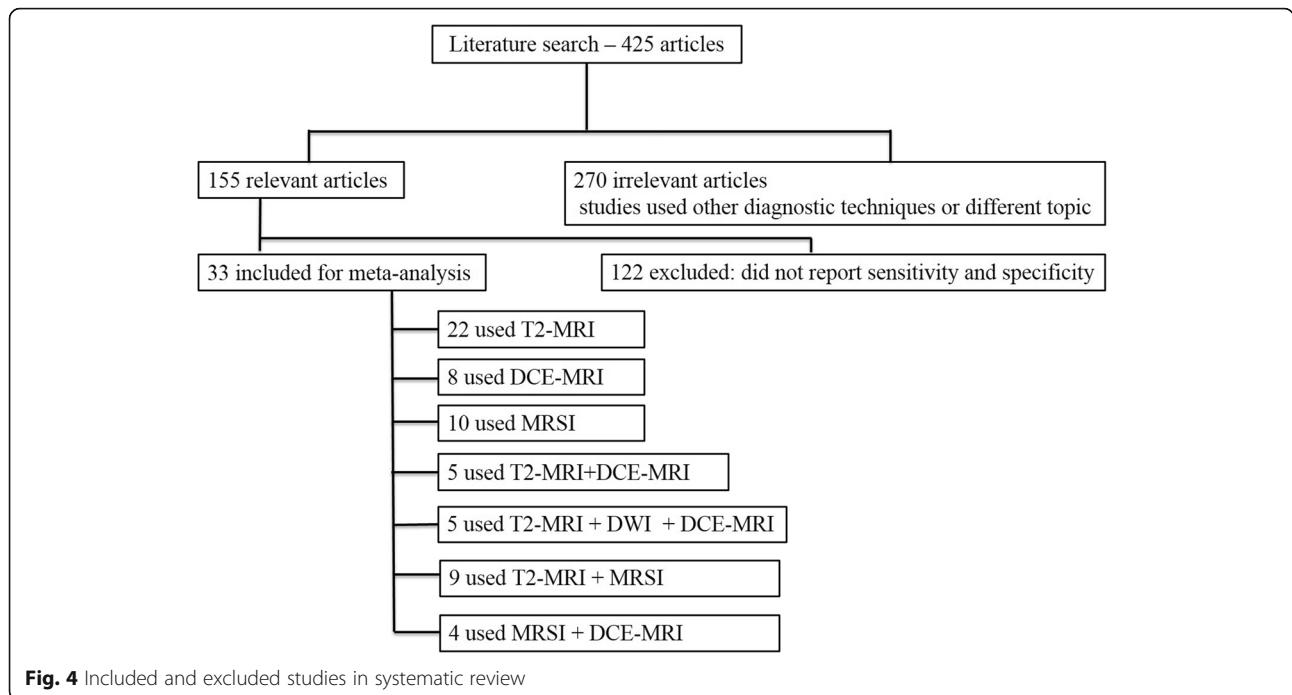 Literature search – 425 articles
155 relevant articles
270 irrelevant articles
studies used other diagnostic techniques or different topic
33 included for meta-analysis
122 excluded: did not report sensitivity and specificity
22 used T2-MRI
8 used DCE-MRI
10 used MRSI
5 used T2-MRI+DCE-MRI
5 used T2-MRI + DWI + DCE-MRI
9 used T2-MRI + MRSI
4 used MRSI + DCE-MRI
Fig. 4 Included and excluded studies in systematic review